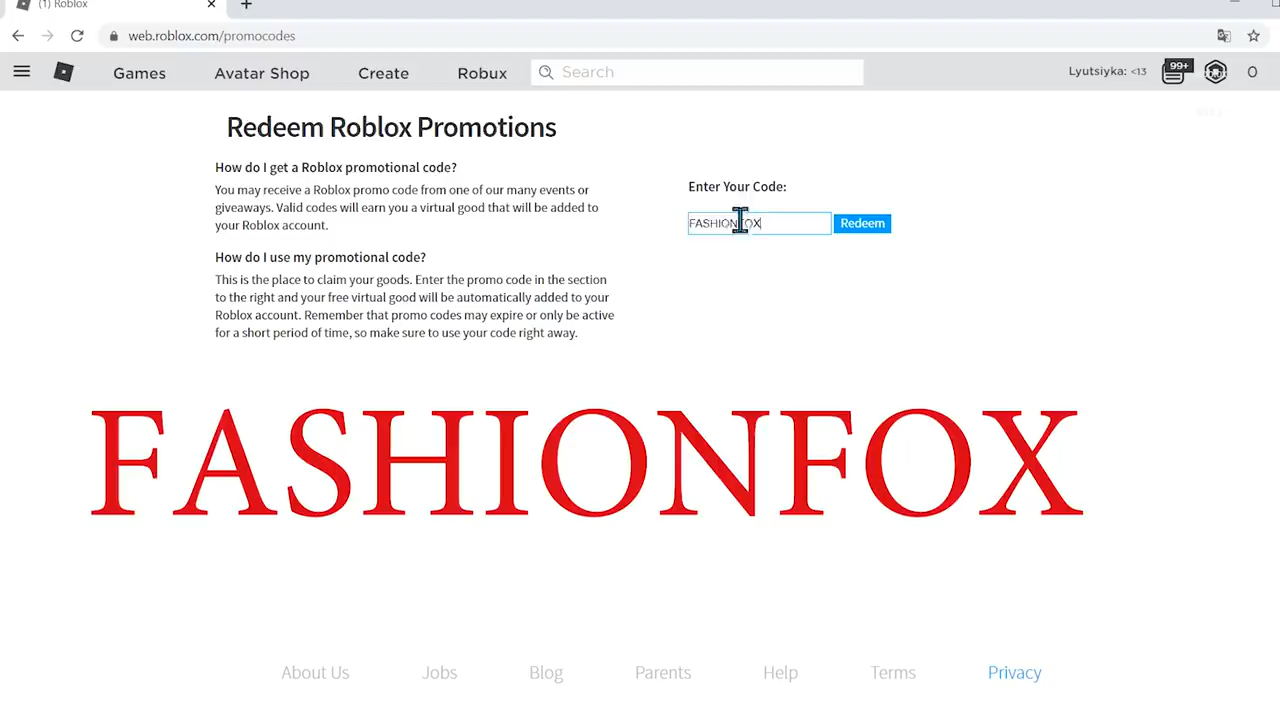 (1) Roblox
web.roblox.com/promocodes
Games Avatar Shop Create Robux Search Lyutsiyka: <13 99+ 0
Redeem Roblox Promotions
How do I get a Roblox promotional code?
You may receive a Roblox promo code from one of our many events or
giveaways. Valid codes will earn you a virtual good that will be added to
your Roblox account.
How do I use my promotional code?
This is the place to claim your goods. Enter the promo code in the section
to the right and your free virtual good will be automatically added to your
Roblox account. Remember that promo codes may expire or only be active
for a short period of time, so make sure to use your code right away.
Enter Your Code:
FASHIONFOX Redeem
FASHIONFOX
About Us Jobs Blog Parents Help Terms Privacy